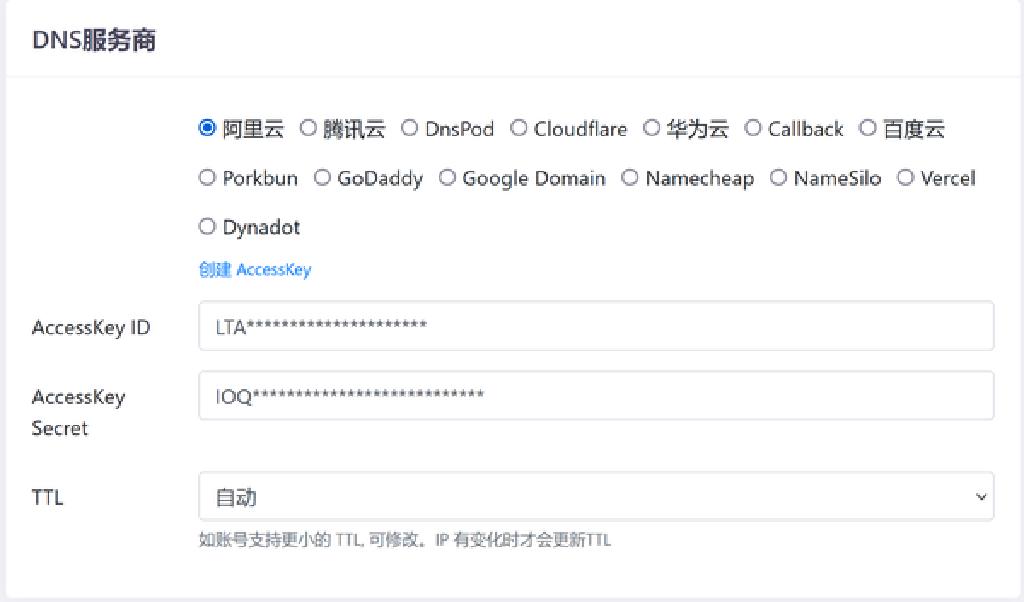 DNS服务商
阿里云 腾讯云 DnsPod Cloudflare 华为云 Callback 百度云
Porkbun GoDaddy Google Domain Namecheap NameSilo Vercel
Dynadot
创建 AccessKey
AccessKey ID LTA*********************
AccessKey Secret IOQ***************************
TTL 自动
如账号支持更小的 TTL, 可修改。IP 有变化时才会更新TTL